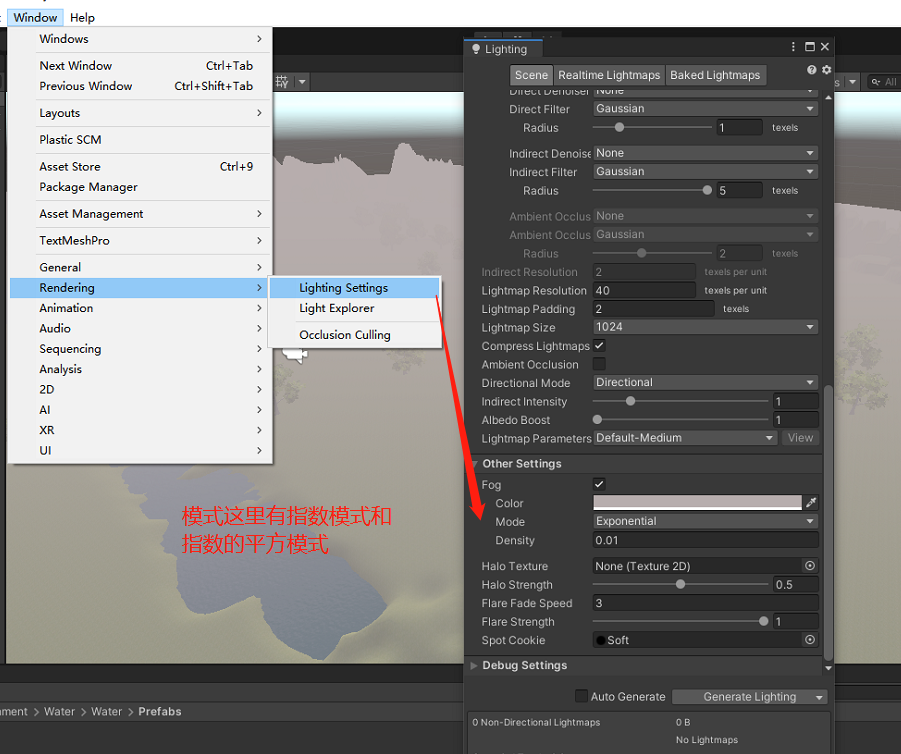 Window Help
Windows
Next Window Ctrl+Tab
Previous Window Ctrl+Shift+Tab
Layouts
Plastic SCM
Asset Store Ctrl+9
Package Manager
Asset Management
TextMeshPro
General
Rendering
Animation
Audio
Sequencing
Analysis
2D
AI
XR
UI
Lighting Settings
Light Explorer
Occlusion Culling
模式这里有指数模式和
指数的平方模式
Lighting
Scene Realtime Lightmaps Baked Lightmaps
Direct Denoiser None
Direct Filter Gaussian
Radius 1 texels
Indirect Denoise None
Indirect Filter Gaussian
Radius 5 texels
Ambient Occlus None
Ambient Occlus Gaussian
Radius 2 texels
Indirect Resolution 2 texels per unit
Lightmap Resolution 40 texels per unit
Lightmap Padding 2 texels
Lightmap Size 1024
Compress Lightmaps
Ambient Occlusion
Directional Mode Directional
Indirect Intensity 1
Albedo Boost 1
Lightmap Parameters Default-Medium View
Other Settings
Fog
Color
Mode Exponential
Density 0.01
Halo Texture None (Texture 2D)
Halo Strength 0.5
Flare Fade Speed 3
Flare Strength 1
Spot Cookie Soft
Debug Settings
Auto Generate Generate Lighting
0 Non-Directional Lightmaps 0 B
No Lightmaps
s All
nment > Water > Water > Prefabs